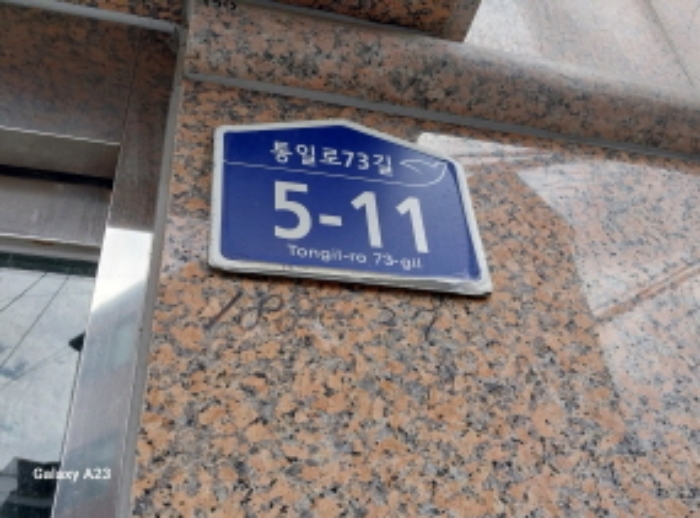 통일로73길
5-11
Tongil-ro 73-gil
Galaxy A23